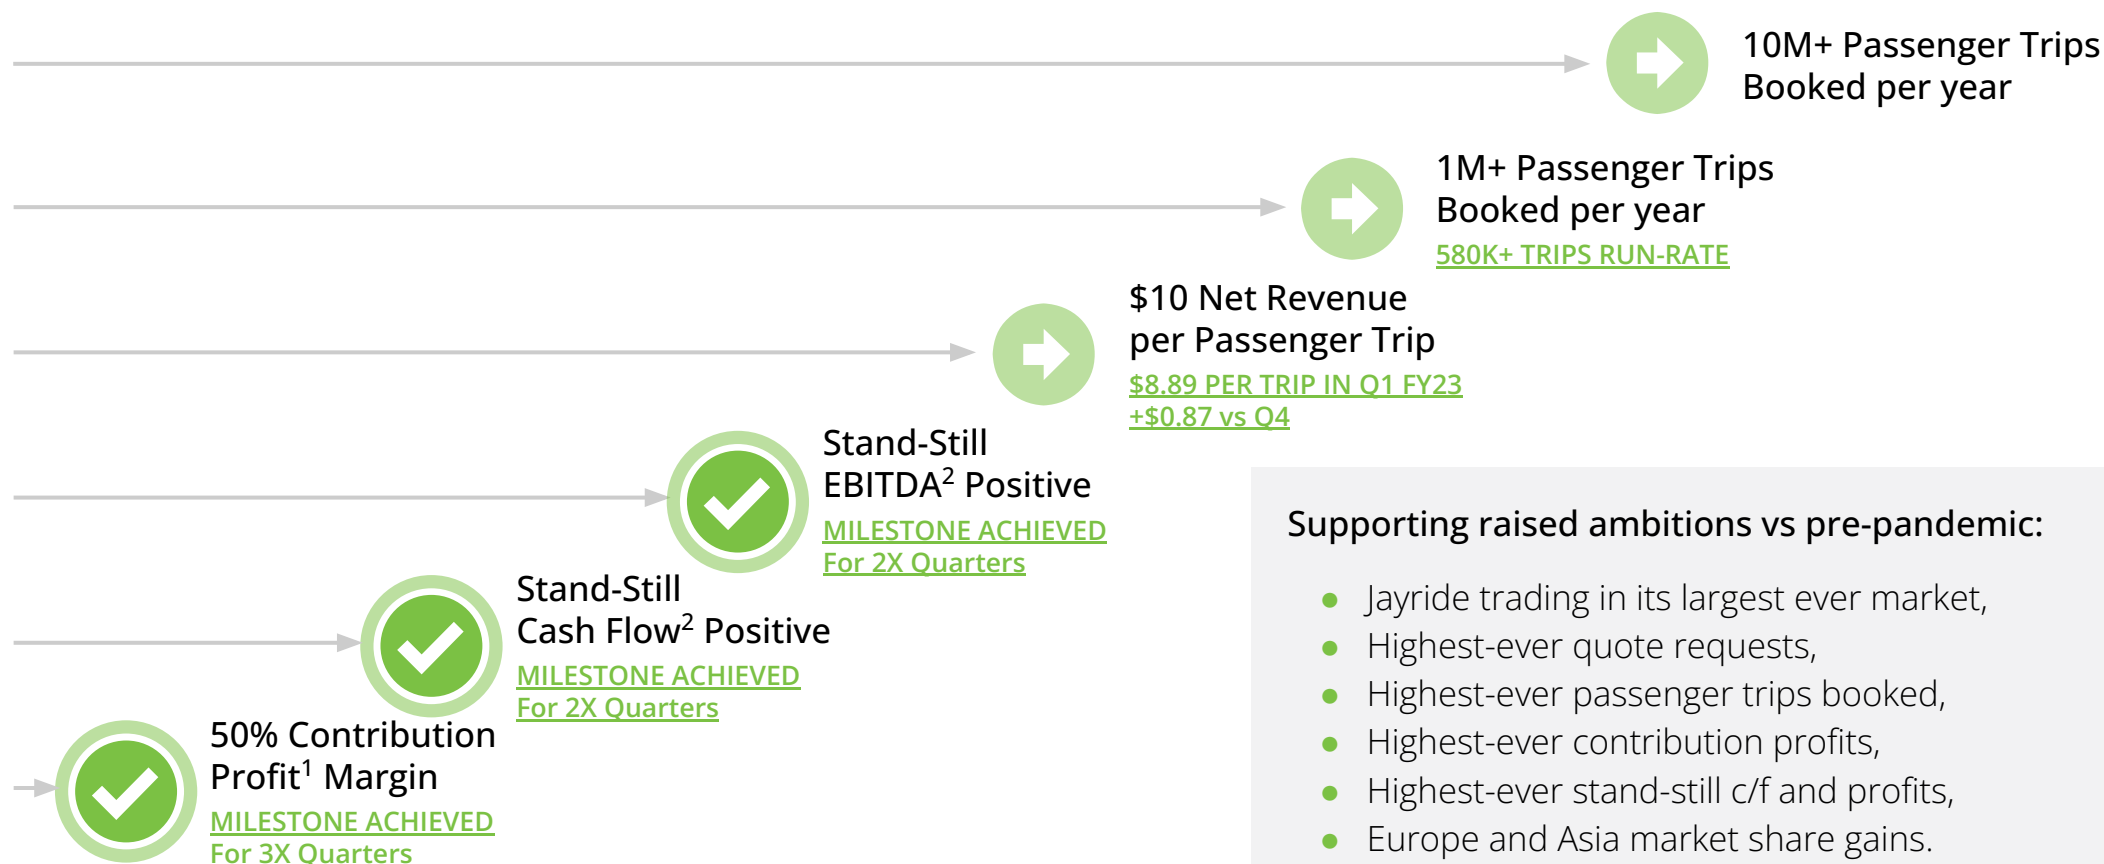 10M+ Passenger Trips
Booked per year
1M+ Passenger Trips
Booked per year
580K+ TRIPS RUN-RATE
$10 Net Revenue
per Passenger Trip
$8.89 PER TRIP IN Q1 FY23
+$0.87 vs Q4
Stand-Still
EBITDA² Positive
MILESTONE ACHIEVED
For 2X Quarters
Stand-Still
Cash Flow² Positive
MILESTONE ACHIEVED
For 2X Quarters
50% Contribution
Profit¹ Margin
MILESTONE ACHIEVED
For 3X Quarters
Supporting raised ambitions vs pre-pandemic:
● Jayride trading in its largest ever market,
● Highest-ever quote requests,
● Highest-ever passenger trips booked,
● Highest-ever contribution profits,
● Highest-ever stand-still c/f and profits,
● Europe and Asia market share gains.